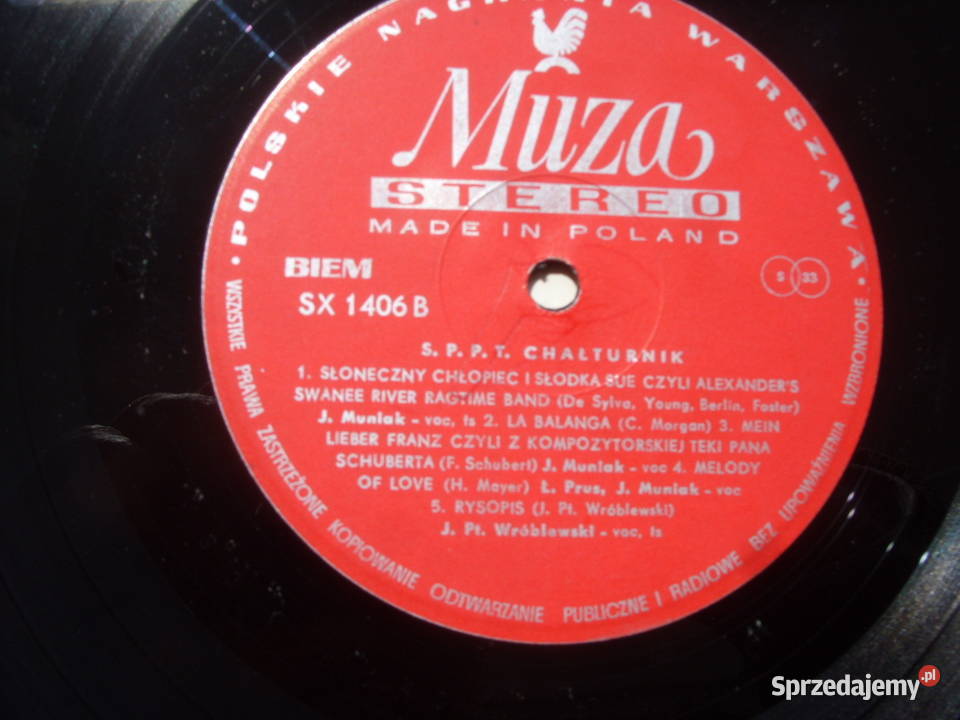 • POLSKIE NAGRANIA WARSZAWA •
Muza
STEREO
MADE IN POLAND
BIEM
SX 1406 B
S 33
S. P. P. T. CHAŁTURNIK
1. SŁONECZNY CHŁOPIEC I SŁODKA SUE CZYLI ALEXANDER'S
SWANEE RIVER RAGTIME BAND (De Sylva, Young, Berlin, Foster)
J. Muniak - voc, ts 2. LA BALANGA (C. Morgan) 3. MEIN
LIEBER FRANZ CZYLI Z KOMPOZYTORSKIEJ TEKI PANA
SCHUBERTA (F. Schubert) J. Muniak - voc 4. MELODY
OF LOVE (H. Mayer) Ł. Prus, J. Muniak - voc
5. RYSOPIS (J. Pt. Wróblewski)
J. Pt. Wróblewski - voc, ts
WSZYSTKIE PRAWA ZASTRZEŻONE KOPIOWANIE ODTWARZANIE PUBLICZNE I RADIOWE BEZ UPOWAŻNIENIA WZBRONIONE
Sprzedajemy.pl